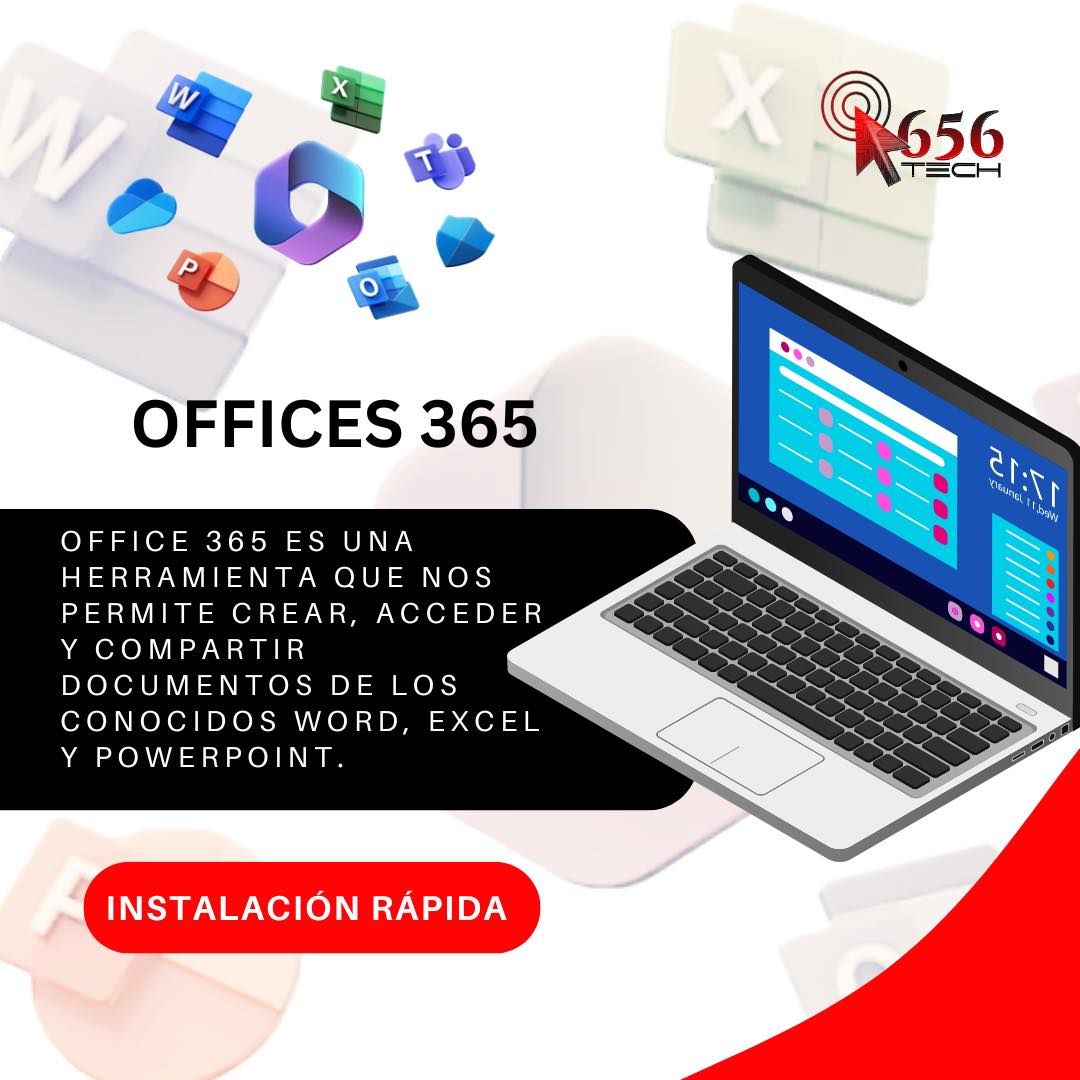 W
X
W
X
T
P
O
656
TECH
OFFICES 365
17:15
Wed,11 January
OFFICE 365 ES UNA
HERRAMIENTA QUE NOS
PERMITE CREAR, ACCEDER
Y COMPARTIR
DOCUMENTOS DE LOS
CONOCIDOS WORD, EXCEL
Y POWERPOINT.
P
INSTALACIÓN RÁPIDA